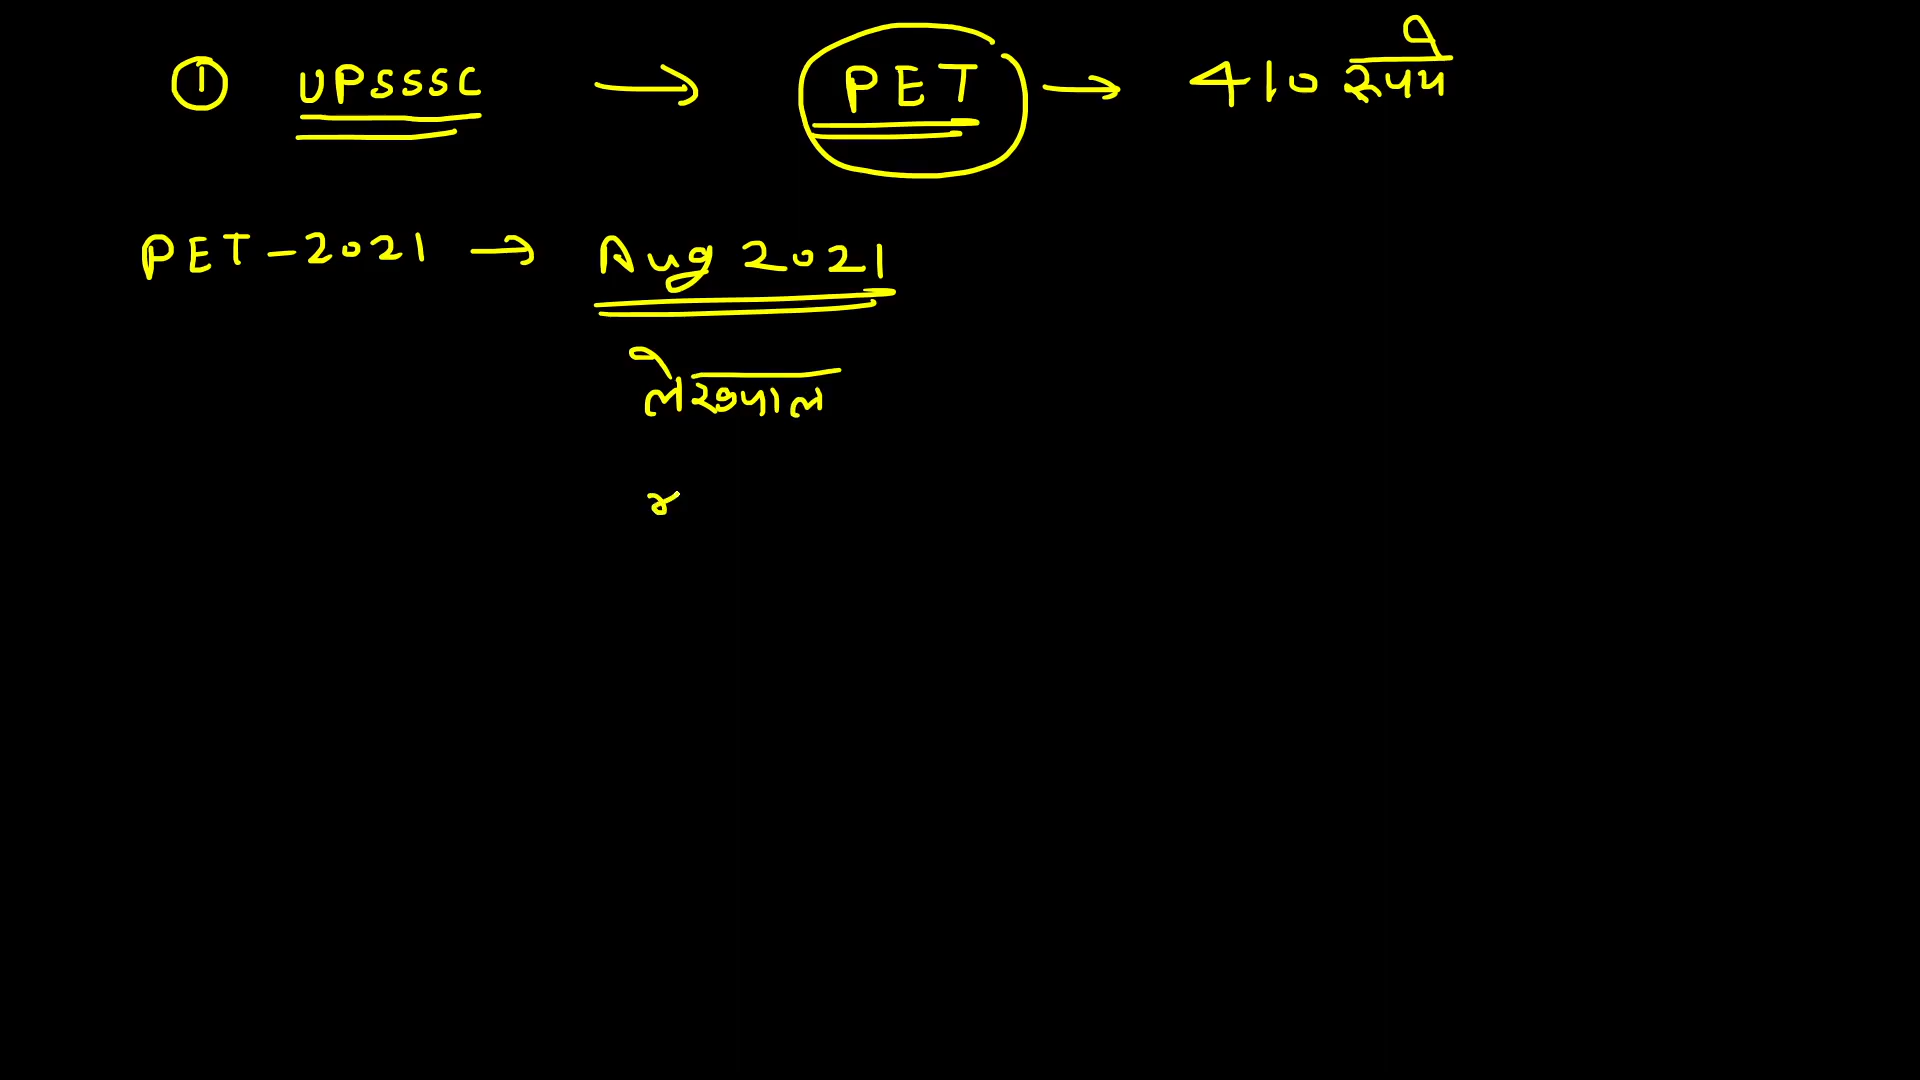 ① UPSSSC → PET → 410 रूपये
PET-2021 → Aug 2021
लेखपाल